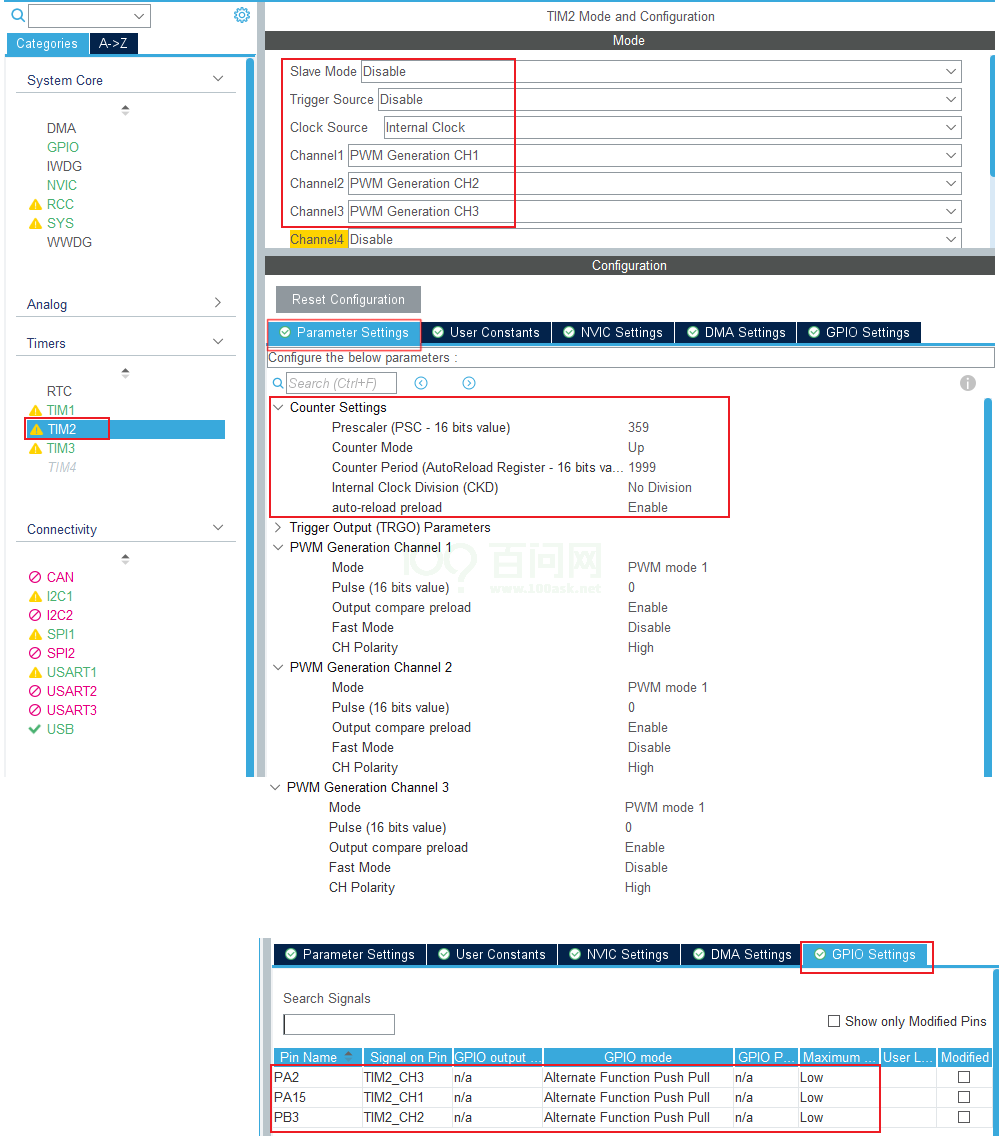 Categories
A->Z
System Core
DMA
GPIO
IWDG
NVIC
RCC
SYS
WWDG
Analog
Timers
RTC
TIM1
TIM2
TIM3
TIM4
Connectivity
CAN
I2C1
I2C2
SPI1
SPI2
USART1
USART2
USART3
USB
TIM2 Mode and Configuration
Mode
Slave Mode Disable
Trigger Source Disable
Clock Source Internal Clock
Channel1 PWM Generation CH1
Channel2 PWM Generation CH2
Channel3 PWM Generation CH3
Channel4 Disable
Configuration
Reset Configuration
Parameter Settings User Constants NVIC Settings DMA Settings GPIO Settings
Configure the below parameters :
Search (Ctrl+F)
Counter Settings
Prescaler (PSC - 16 bits value) 359
Counter Mode Up
Counter Period (AutoReload Register - 16 bits va... 1999
Internal Clock Division (CKD) No Division
auto-reload preload Enable
Trigger Output (TRGO) Parameters
PWM Generation Channel 1
Mode PWM mode 1
Pulse (16 bits value) 0
Output compare preload Enable
Fast Mode Disable
CH Polarity High
百问网
www.100ask.net
PWM Generation Channel 2
Mode PWM mode 1
Pulse (16 bits value) 0
Output compare preload Enable
Fast Mode Disable
CH Polarity High
PWM Generation Channel 3
Mode PWM mode 1
Pulse (16 bits value) 0
Output compare preload Enable
Fast Mode Disable
CH Polarity High
Parameter Settings User Constants NVIC Settings DMA Settings GPIO Settings
Search Signals
Show only Modified Pins
Pin Name Signal on Pin GPIO output ... GPIO mode GPIO P... Maximum ... User L... Modified
PA2 TIM2_CH3 n/a Alternate Function Push Pull n/a Low
PA15 TIM2_CH1 n/a Alternate Function Push Pull n/a Low
PB3 TIM2_CH2 n/a Alternate Function Push Pull n/a Low